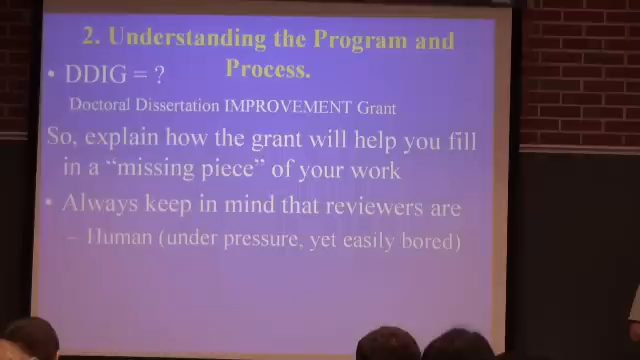 2. Understanding the Program and
Process.
• DDIG = ?
Doctoral Dissertation IMPROVEMENT Grant
So, explain how the grant will help you fill
in a “missing piece” of your work
• Always keep in mind that reviewers are
– Human (under pressure, yet easily bored)